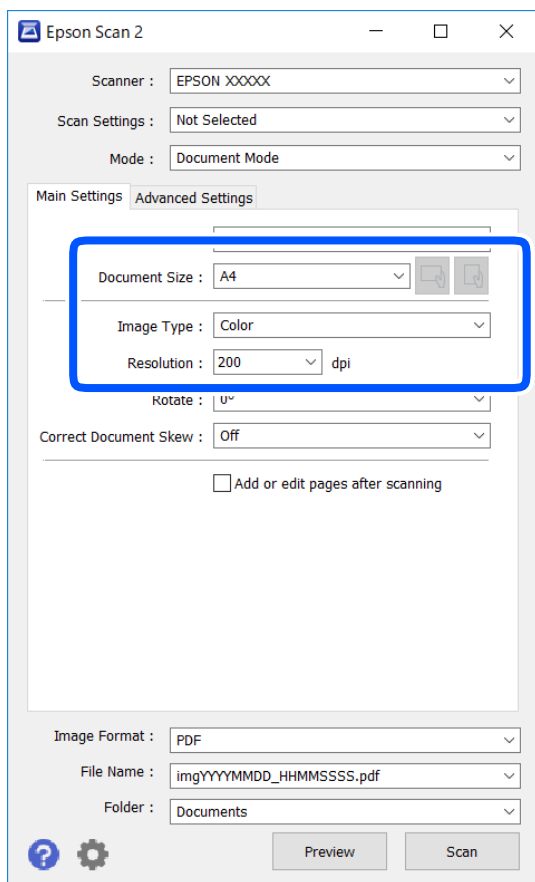 Epson Scan 2
Scanner : EPSON XXXXX
Scan Settings : Not Selected
Mode : Document Mode
Main Settings Advanced Settings
Document Size : A4
Image Type : Color
Resolution : 200 dpi
Rotate : 0°
Correct Document Skew : Off
Add or edit pages after scanning
Image Format : PDF
File Name : imgYYYYMMDD_HHMMSSSS.pdf
Folder : Documents
? Preview Scan